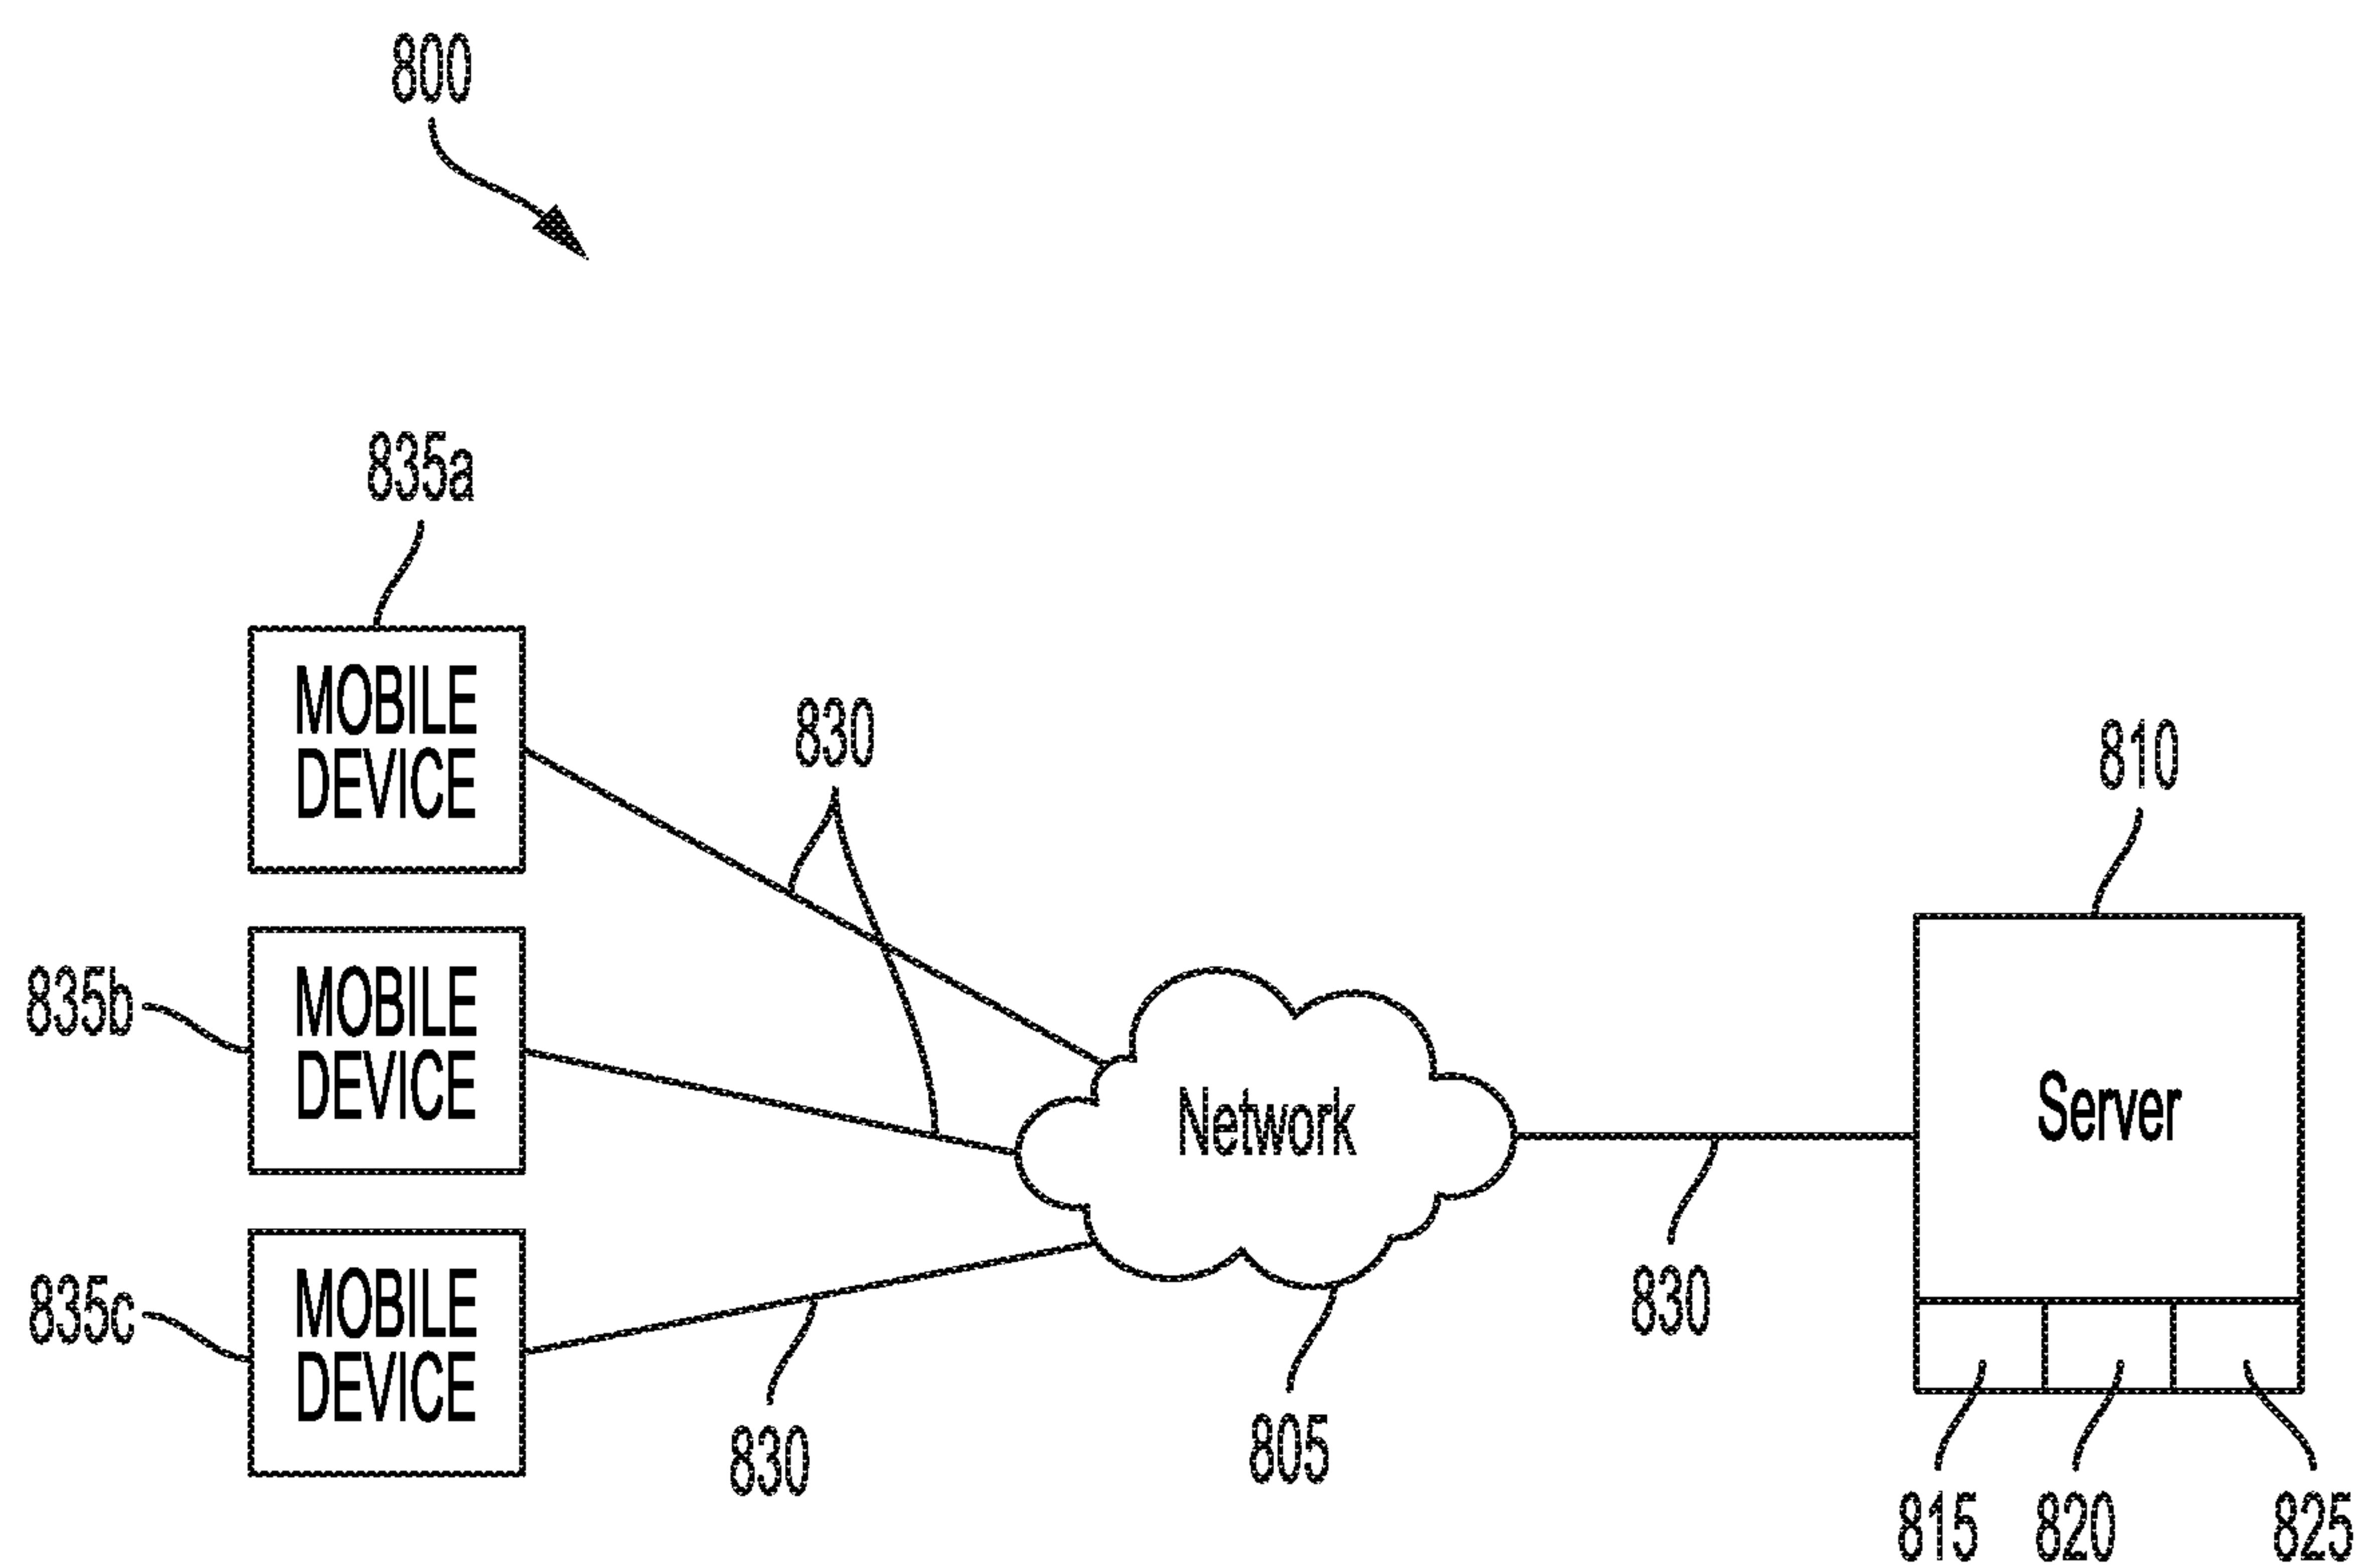 800
835a
MOBILE
DEVICE
830
810
835b
MOBILE
DEVICE
Network
Server
835c
MOBILE
DEVICE
830
830
805
815
820
825